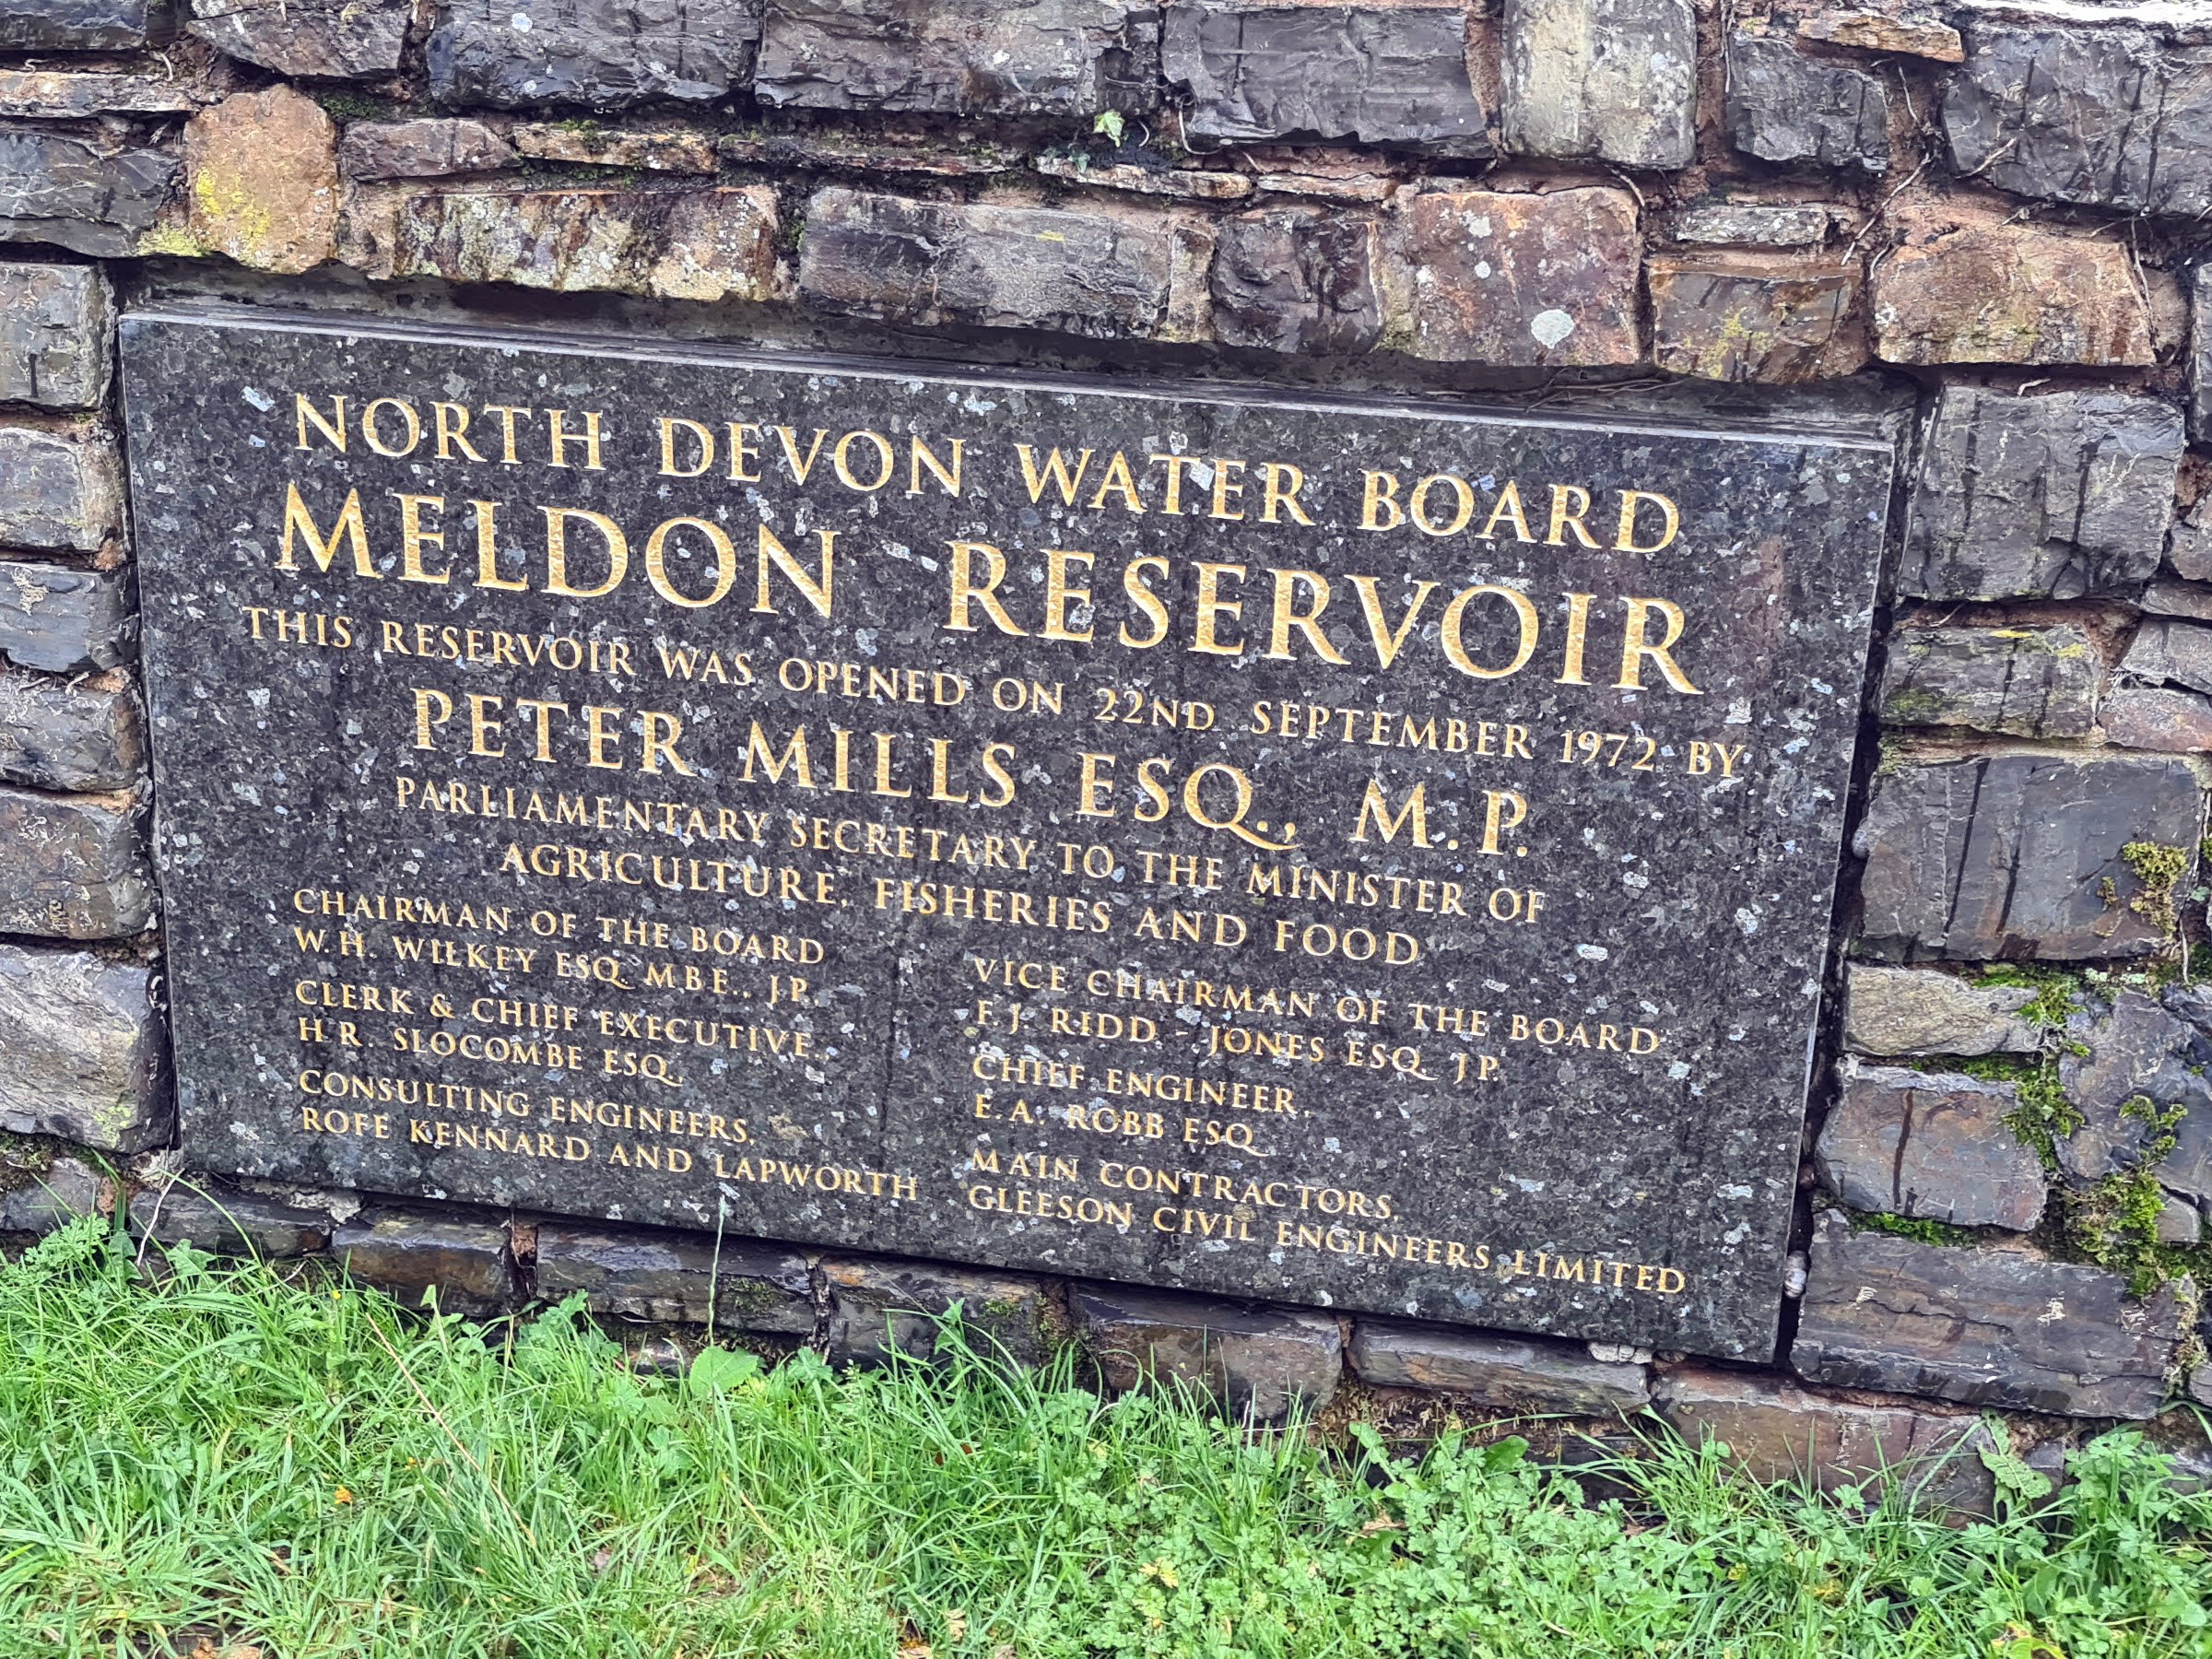 NORTH DEVON WATER BOARD
MELDON RESERVOIR
THIS RESERVOIR WAS OPENED ON 22ND SEPTEMBER 1972 BY
PETER MILLS ESQ., M.P.
PARLIAMENTARY SECRETARY TO THE MINISTER OF
AGRICULTURE, FISHERIES AND FOOD
CHAIRMAN OF THE BOARD
W.H. WILKEY ESQ. MBE., J.P.,
CLERK & CHIEF EXECUTIVE,
H.R. SLOCOMBE ESQ.,
CONSULTING ENGINEERS,
ROFE KENNARD AND LAPWORTH
VICE CHAIRMAN OF THE BOARD
F.J. RIDD - JONES ESQ. J.P.
CHIEF ENGINEER,
E.A. ROBB ESQ.
MAIN CONTRACTORS,
GLEESON CIVIL ENGINEERS LIMITED